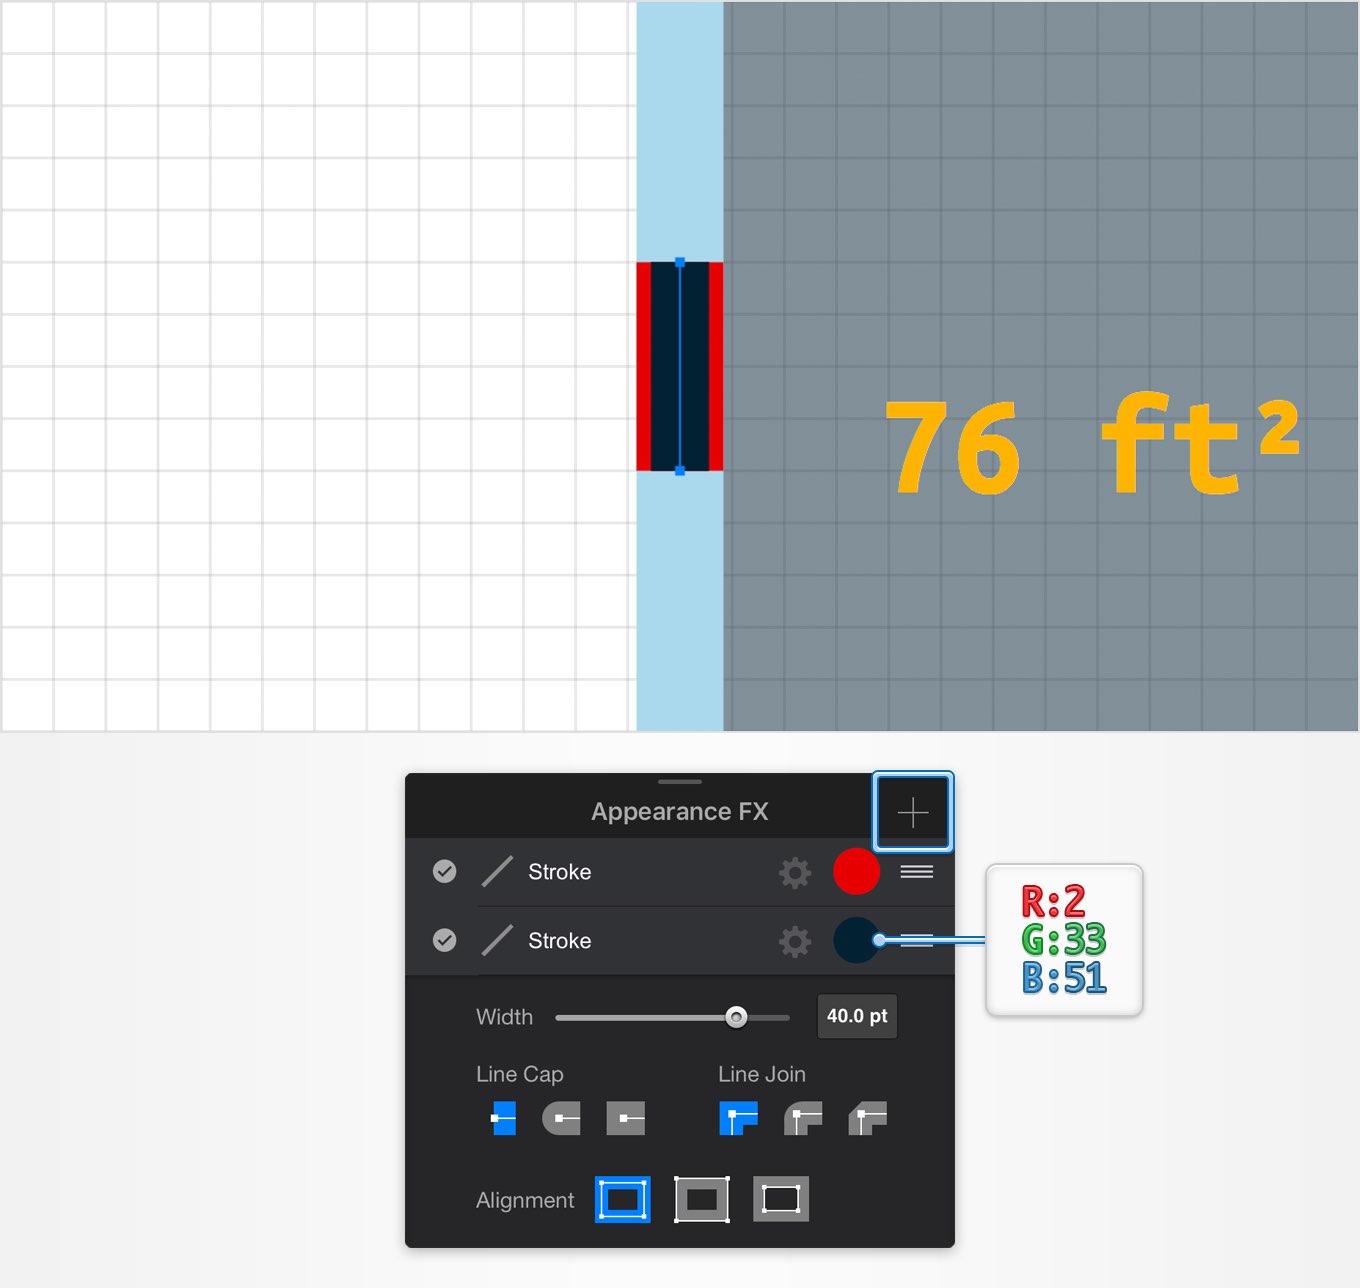 76 ft²
Appearance FX
Stroke
Stroke
R:2
G:33
B:51
Width
40.0 pt
Line Cap
Line Join
Alignment